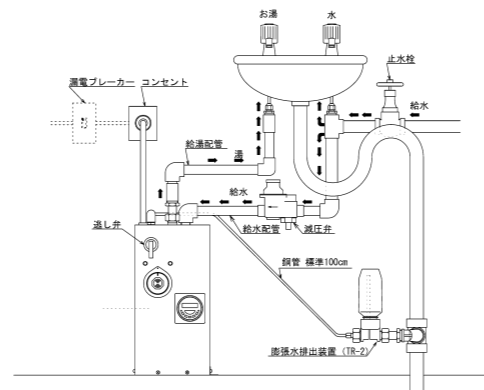 お湯
水
止水栓
漏電ブレーカー
コンセント
給水
給湯配管
湯
給水
逃し弁
給水配管
減圧弁
銅管 標準100cm
膨張水排出装置 (TR-2)